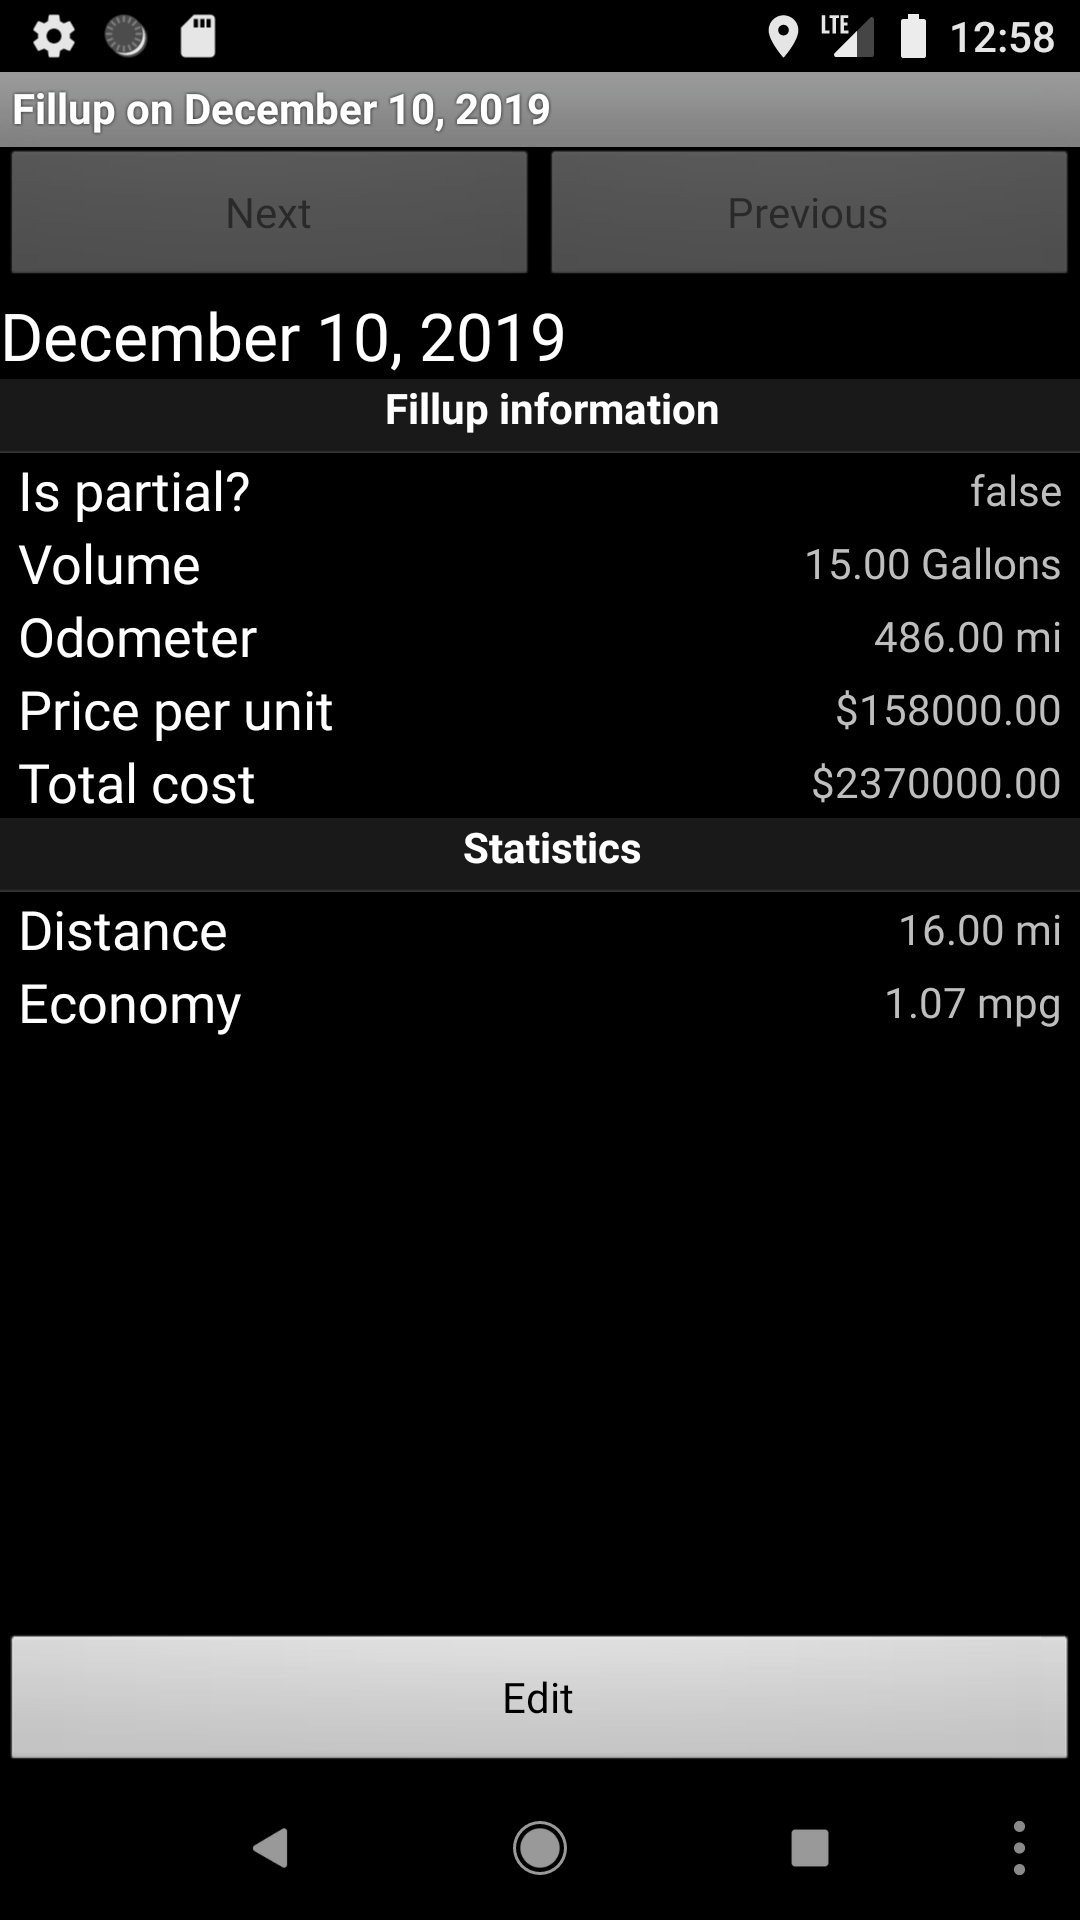 LTE 12:58
Fillup on December 10, 2019
Next Previous
December 10, 2019
Fillup information
Is partial? false
Volume 15.00 Gallons
Odometer 486.00 mi
Price per unit $158000.00
Total cost $2370000.00
Statistics
Distance 16.00 mi
Economy 1.07 mpg
Edit